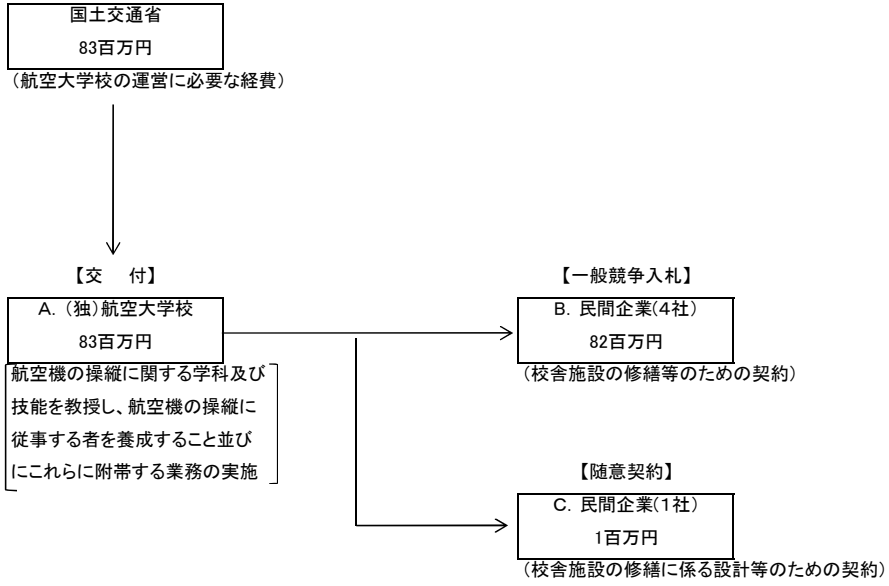 国土交通省
83百万円
（航空大学校の運営に必要な経費）
【交　付】
A.（独）航空大学校
83百万円
航空機の操縦に関する学科及び
技能を教授し、航空機の操縦に
従事する者を養成すること並び
にこれらに附帯する業務の実施
【一般競争入札】
B. 民間企業（４社）
82百万円
（校舎施設の修繕等のための契約）
【随意契約】
C. 民間企業（１社）
1百万円
（校舎施設の修繕に係る設計等のための契約）